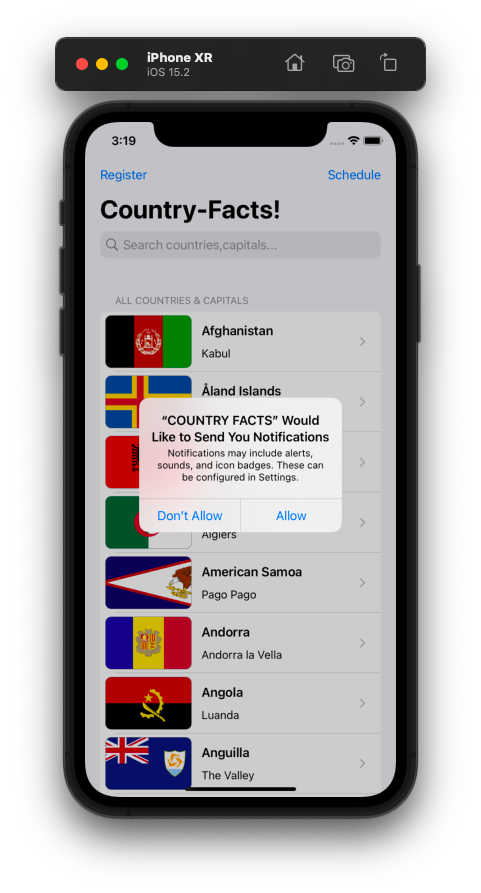 iPhone XR
iOS 15.2
3:19
Register
Schedule
Country-Facts!
Search countries,capitals...
ALL COUNTRIES & CAPITALS
Afghanistan
Kabul
Åland Islands
“COUNTRY FACTS” Would
Like to Send You Notifications
Notifications may include alerts,
sounds, and icon badges. These can
be configured in Settings.
Don’t Allow
Allow
Algiers
American Samoa
Pago Pago
Andorra
Andorra la Vella
Angola
Luanda
Anguilla
The Valley